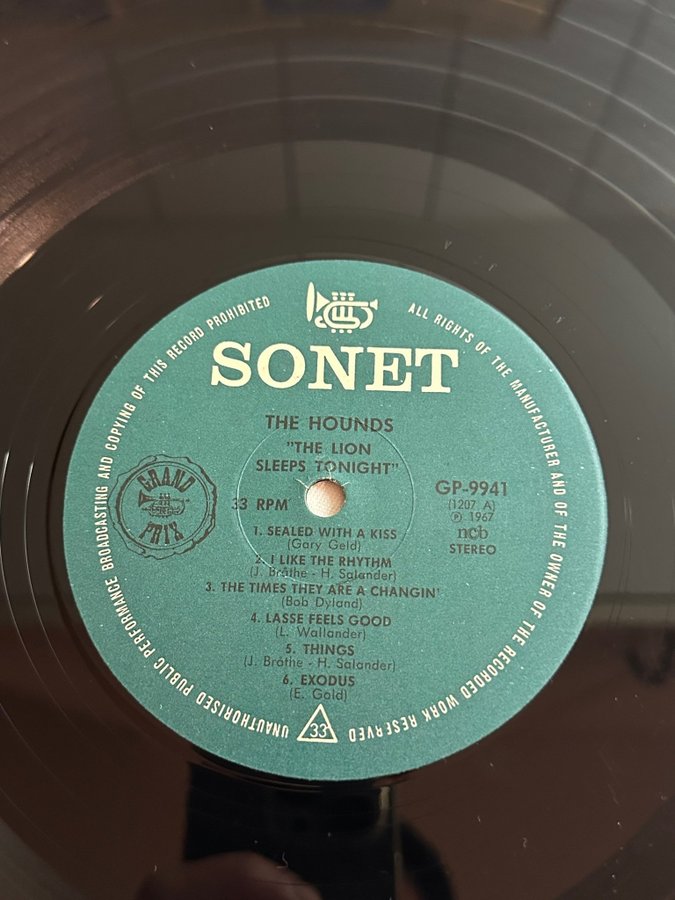 UNAUTHORISED PUBLIC PERFORMANCE BROADCASTING AND COPYING OF THIS RECORD PROHIBITED
ALL RIGHTS OF THE MANUFACTURER AND OF THE OWNER OF THE RECORDED WORK RESERVED
SONET
THE HOUNDS
"THE LION
SLEEPS TONIGHT"
GRAND
PRIX
33 RPM
GP-9941
(1207 A)
℗ 1967
ncb
STEREO
1. SEALED WITH A KISS
(Gary Geld)
2. I LIKE THE RHYTHM
(J. Bråthe - H. Salander)
3. THE TIMES THEY ARE A CHANGIN'
(Bob Dyland)
4. LASSE FEELS GOOD
(L. Wallander)
5. THINGS
(J. Bråthe - H. Salander)
6. EXODUS
(E. Gold)
33